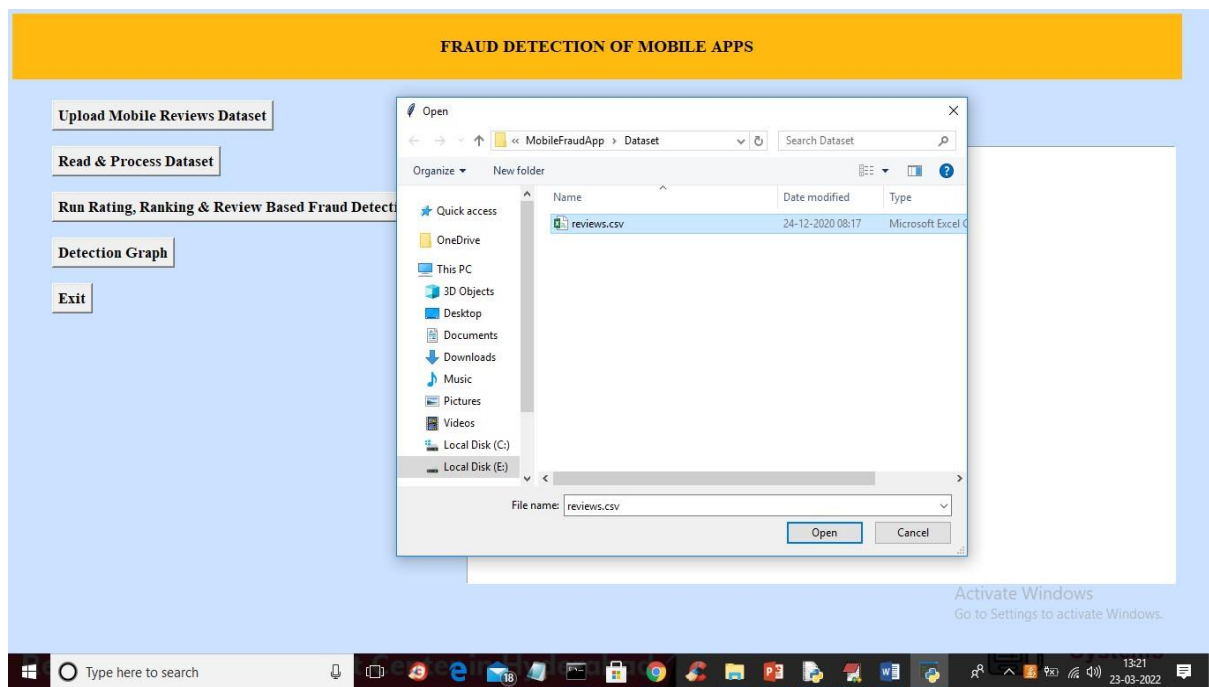 FRAUD DETECTION OF MOBILE APPS
Upload Mobile Reviews Dataset
Read & Process Dataset
Run Rating, Ranking & Review Based Fraud Detecti
Detection Graph
Exit
Open
« MobileFraudApp › Dataset
Search Dataset
Organize
New folder
Name
Date modified
Type
Quick access
OneDrive
This PC
3D Objects
Desktop
Documents
Downloads
Music
Pictures
Videos
Local Disk (C:)
Local Disk (E:)
reviews.csv
24-12-2020 08:17
Microsoft Excel C
File name:
reviews.csv
Open
Cancel
Activate Windows
Go to Settings to activate Windows.
Type here to search
18
13:21
23-03-2022